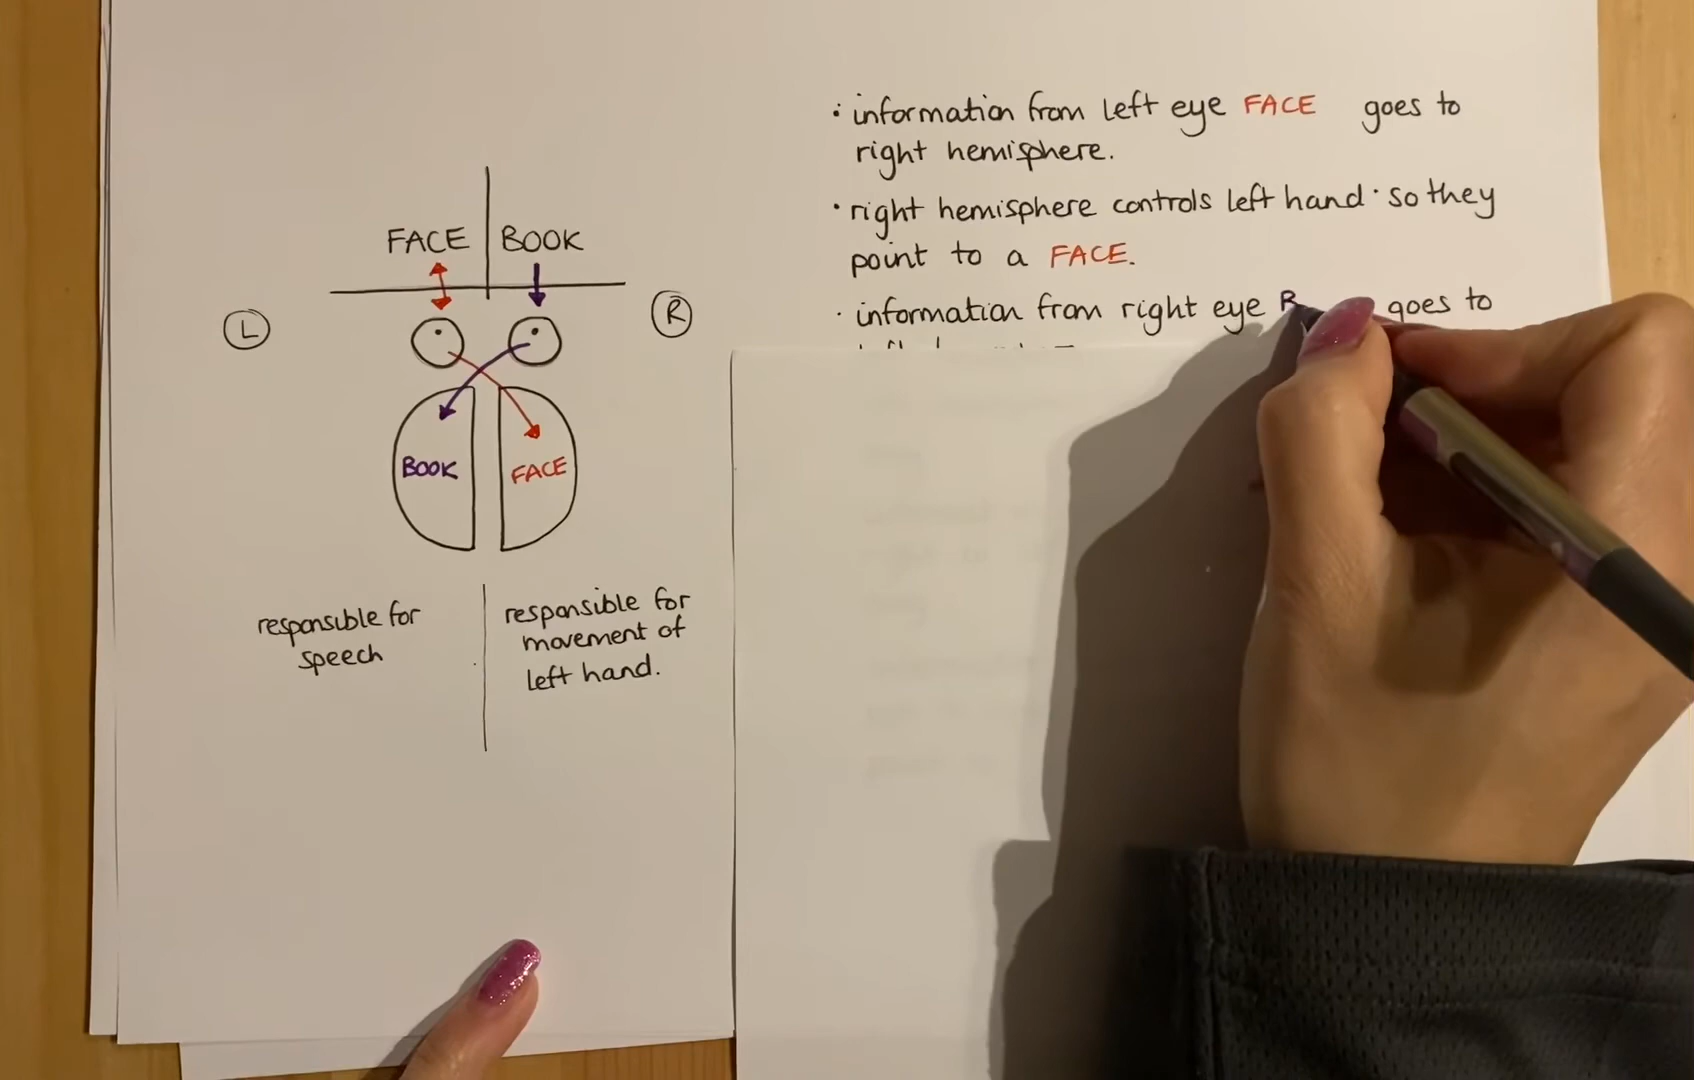 FACE BOOK
L
R
BOOK FACE
responsible for
speech
responsible for
movement of
left hand.
: information from left eye FACE goes to
right hemisphere.
· right hemisphere controls left hand · so they
point to a FACE.
· information from right eye B goes to